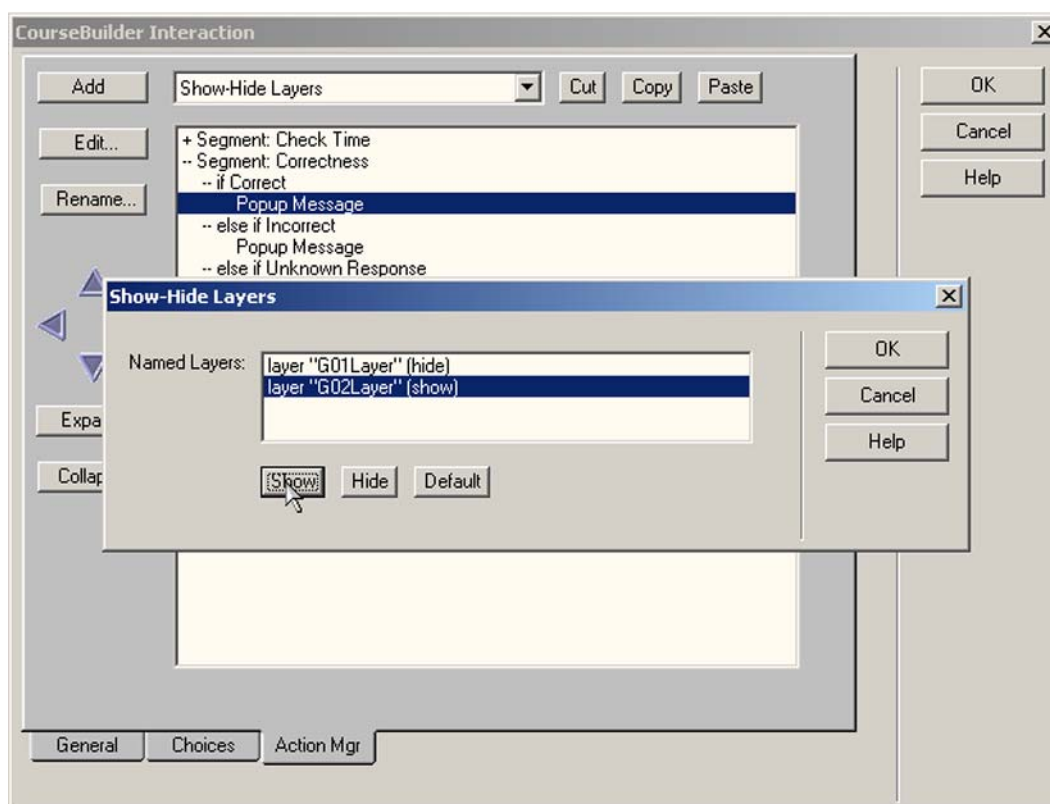 CourseBuilder Interaction
Add
Show-Hide Layers
Cut
Copy
Paste
OK
Edit...
Cancel
Rename...
Help
+ Segment: Check Time
-- Segment: Correctness
-- if Correct
Popup Message
-- else if Incorrect
Popup Message
-- else if Unknown Response
Show-Hide Layers
Named Layers:
layer "G01Layer" (hide)
layer "G02Layer" (show)
OK
Cancel
Help
Show
Hide
Default
Expa
Collap
General
Choices
Action Mgr